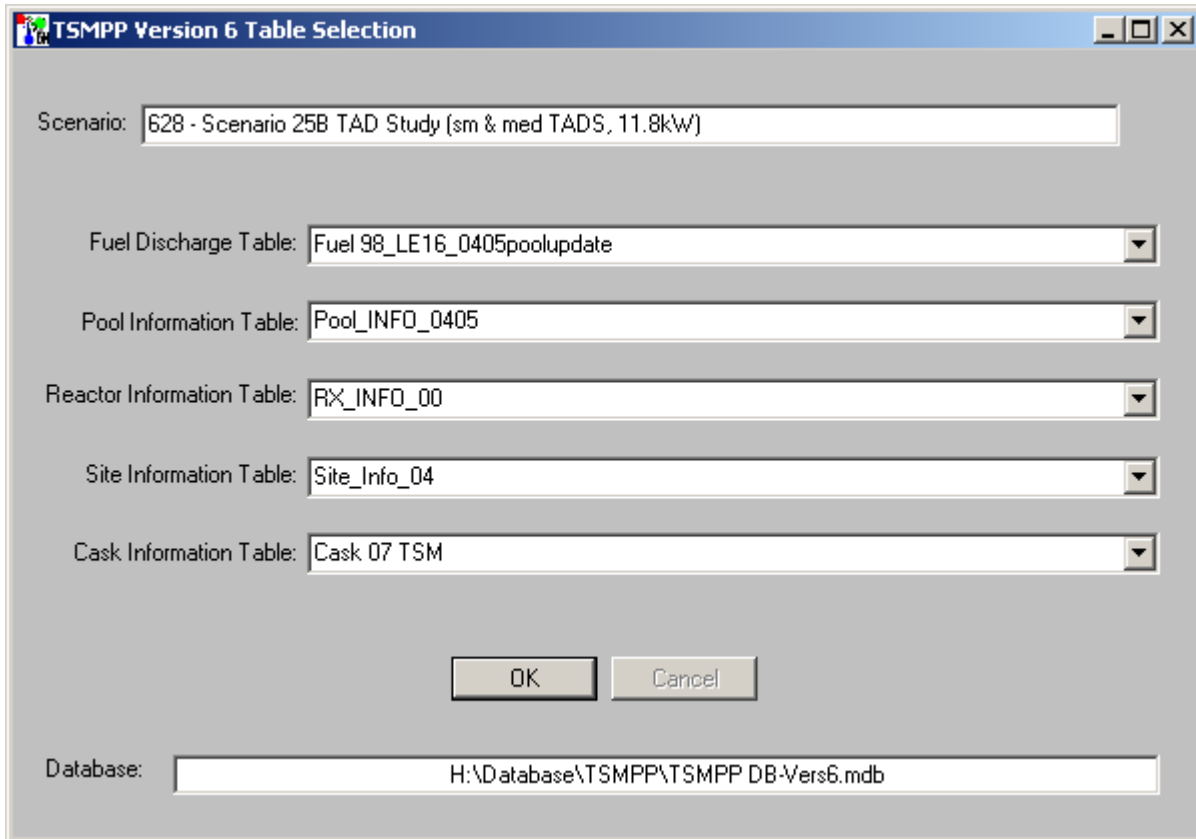 TSMPP Version 6 Table Selection
Scenario: 628 - Scenario 25B TAD Study (sm & med TADS, 11.8kW)
Fuel Discharge Table: Fuel 98_LE16_0405poolupdate
Pool Information Table: Pool_INFO_0405
Reactor Information Table: RX_INFO_00
Site Information Table: Site_Info_04
Cask Information Table: Cask 07 TSM
OK Cancel
Database: H:\Database\TSMPP\TSMPP DB-Vers6.mdb